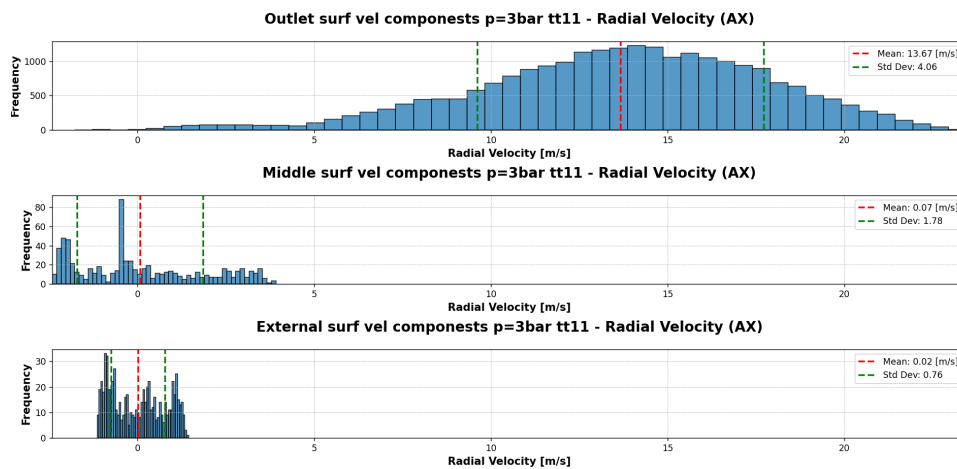 Outlet surf vel componests p=3bar tt11 - Radial Velocity (AX)
Frequency
1000
500
0
Mean: 13.67 [m/s]
Std Dev: 4.06
0 5 10 15 20
Radial Velocity [m/s]
Middle surf vel componests p=3bar tt11 - Radial Velocity (AX)
Frequency
80
60
40
20
0
Mean: 0.07 [m/s]
Std Dev: 1.78
0 5 10 15 20
Radial Velocity [m/s]
External surf vel componests p=3bar tt11 - Radial Velocity (AX)
Frequency
30
20
10
0
Mean: 0.02 [m/s]
Std Dev: 0.76
0 5 10 15 20
Radial Velocity [m/s]